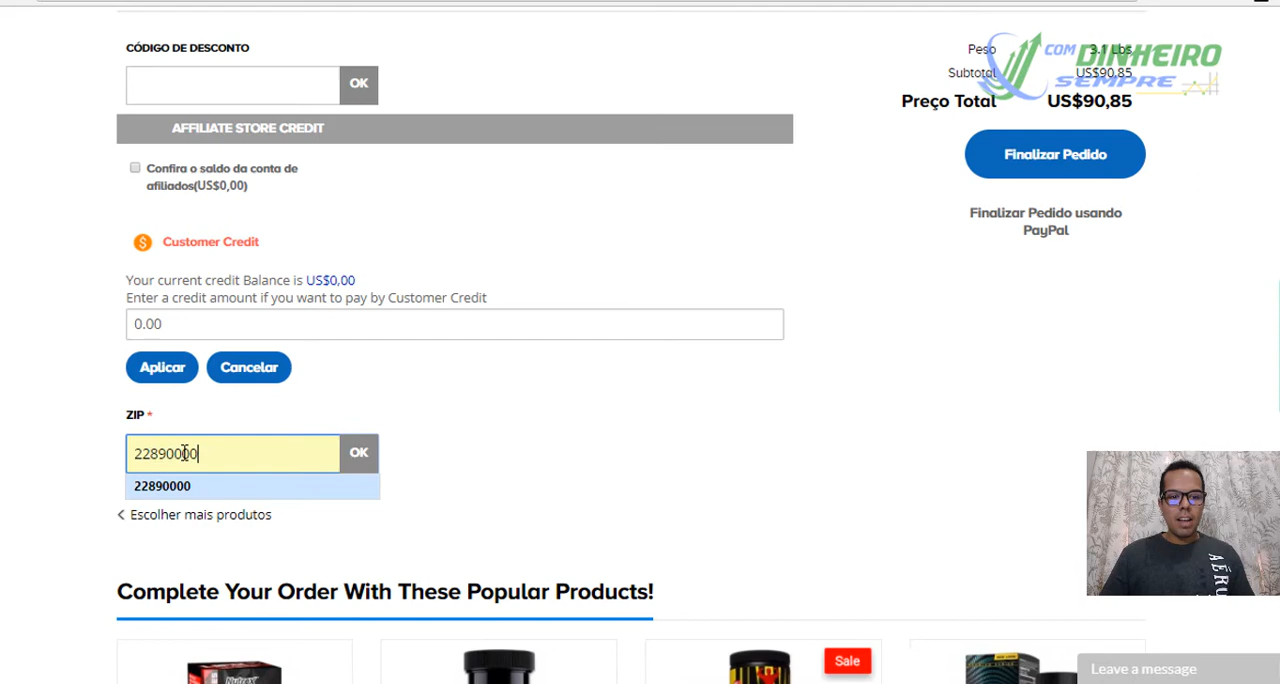 CÓDIGO DE DESCONTO
OK
AFFILIATE STORE CREDIT
Confira o saldo da conta de
afiliados(US$0,00)
Customer Credit
Your current credit Balance is US$0,00
Enter a credit amount if you want to pay by Customer Credit
0.00
Aplicar Cancelar
ZIP *
22890000 OK
22890000
Escolher mais produtos
Peso 3.1 Lbs
Subtotal US$90,85
Preço Total US$90,85
COM DINHEIRO
SEMPRE
Finalizar Pedido
Finalizar Pedido usando
PayPal
AÉRU
Complete Your Order With These Popular Products!
Nutrex
Sale
Leave a message